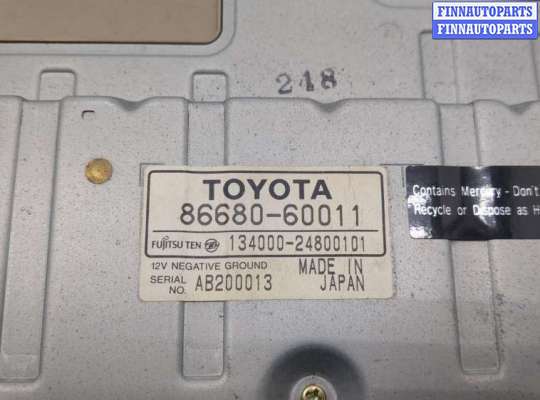 FINNAUTOPARTS
FINNAUTOPARTS
218
TOYOTA
86680-60011
FUJITSU TEN 134000-24800101
12V NEGATIVE GROUND MADE IN
SERIAL NO. AB200013 JAPAN
Contains Mercury - Don't
Recycle or Dispose as H